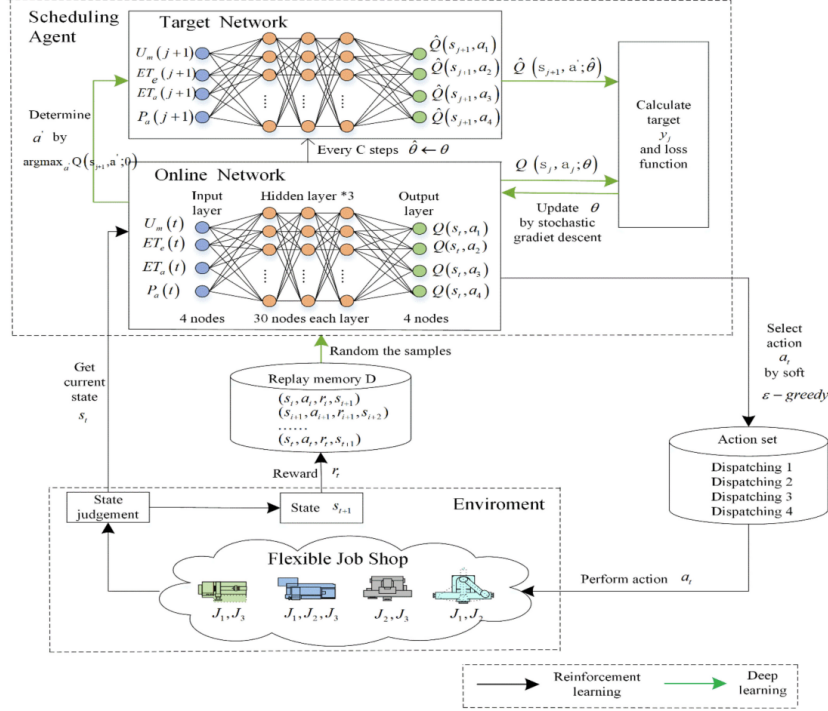 Scheduling
Agent
Target Network
U_m(j+1)
ET_e(j+1)
ET_a(j+1)
P_a(j+1)
Q̂(s_{j+1},a_1)
Q̂(s_{j+1},a_2)
Q̂(s_{j+1},a_3)
Q̂(s_{j+1},a_4)
Q̂ (s_{j+1}, a';θ̂)
Calculate
target
y_j
and loss
function
Determine
a' by
argmax_{a'} Q(s_{j+1},a';θ)
Every C steps θ̂ ← θ
Online Network
Input
layer
Hidden layer *3
Output
layer
U_m(t)
ET_e(t)
ET_a(t)
P_a(t)
Q(s_t,a_1)
Q(s_t,a_2)
Q(s_t,a_3)
Q(s_t,a_4)
4 nodes
30 nodes each layer
4 nodes
Q (s_j, a_j;θ)
Update θ
by stochastic
gradiet descent
Random the samples
Get
current
state
s_t
Replay memory D
(s_t,a_t,r_t,s_{t+1})
(s_{i+1},a_{i+1},r_{i+1},s_{i+2})
......
(s_t,a_t,r_t,s_{t+1})
Reward r_t
Select
action
a_t
by soft
ε − greedy
Action set
Dispatching 1
Dispatching 2
Dispatching 3
Dispatching 4
State
judgement
State s_{t+1}
Enviroment
Flexible Job Shop
J_1,J_3
J_1,J_2,J_3
J_2,J_3
J_1,J_2
Perform action a_t
Reinforcement
learning
Deep
learning